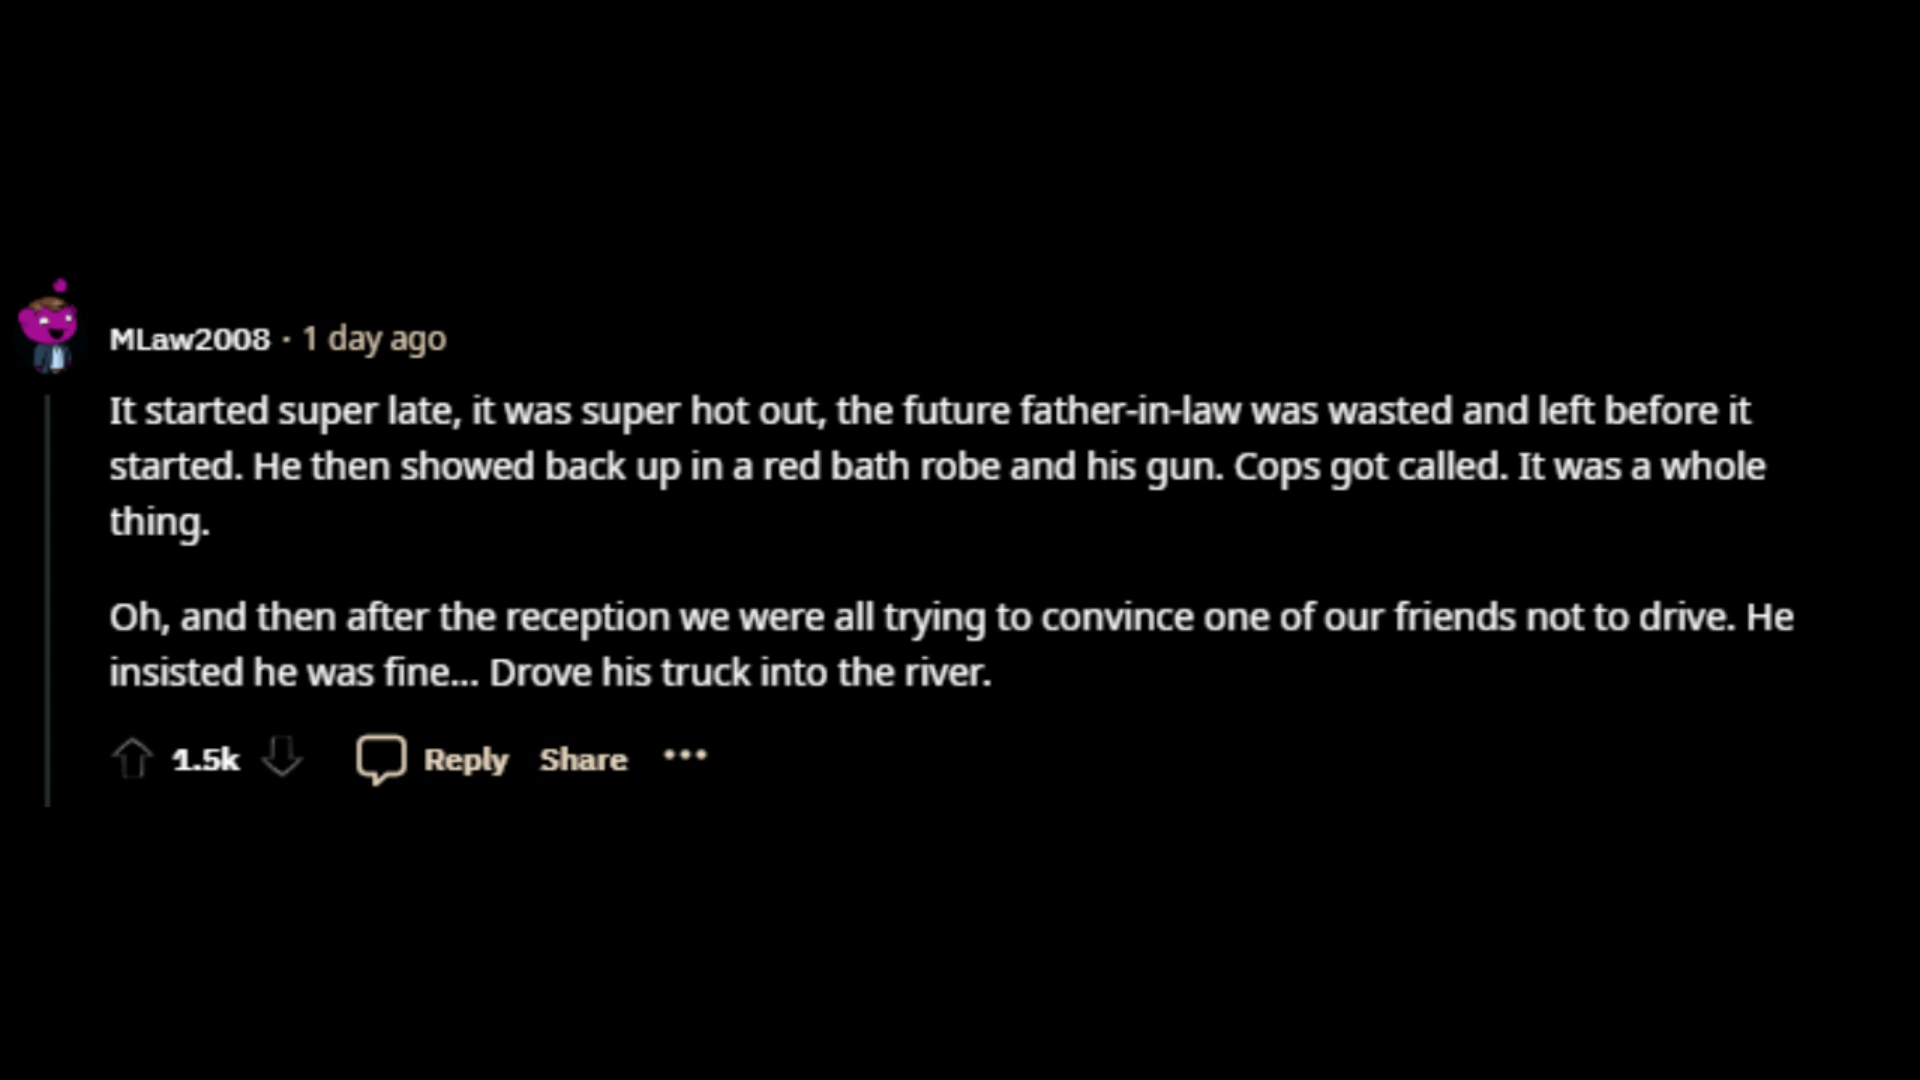 MLaw2008 · 1 day ago
It started super late, it was super hot out, the future father-in-law was wasted and left before it
started. He then showed back up in a red bath robe and his gun. Cops got called. It was a whole
thing.
Oh, and then after the reception we were all trying to convince one of our friends not to drive. He
insisted he was fine... Drove his truck into the river.
1.5k Reply Share •••